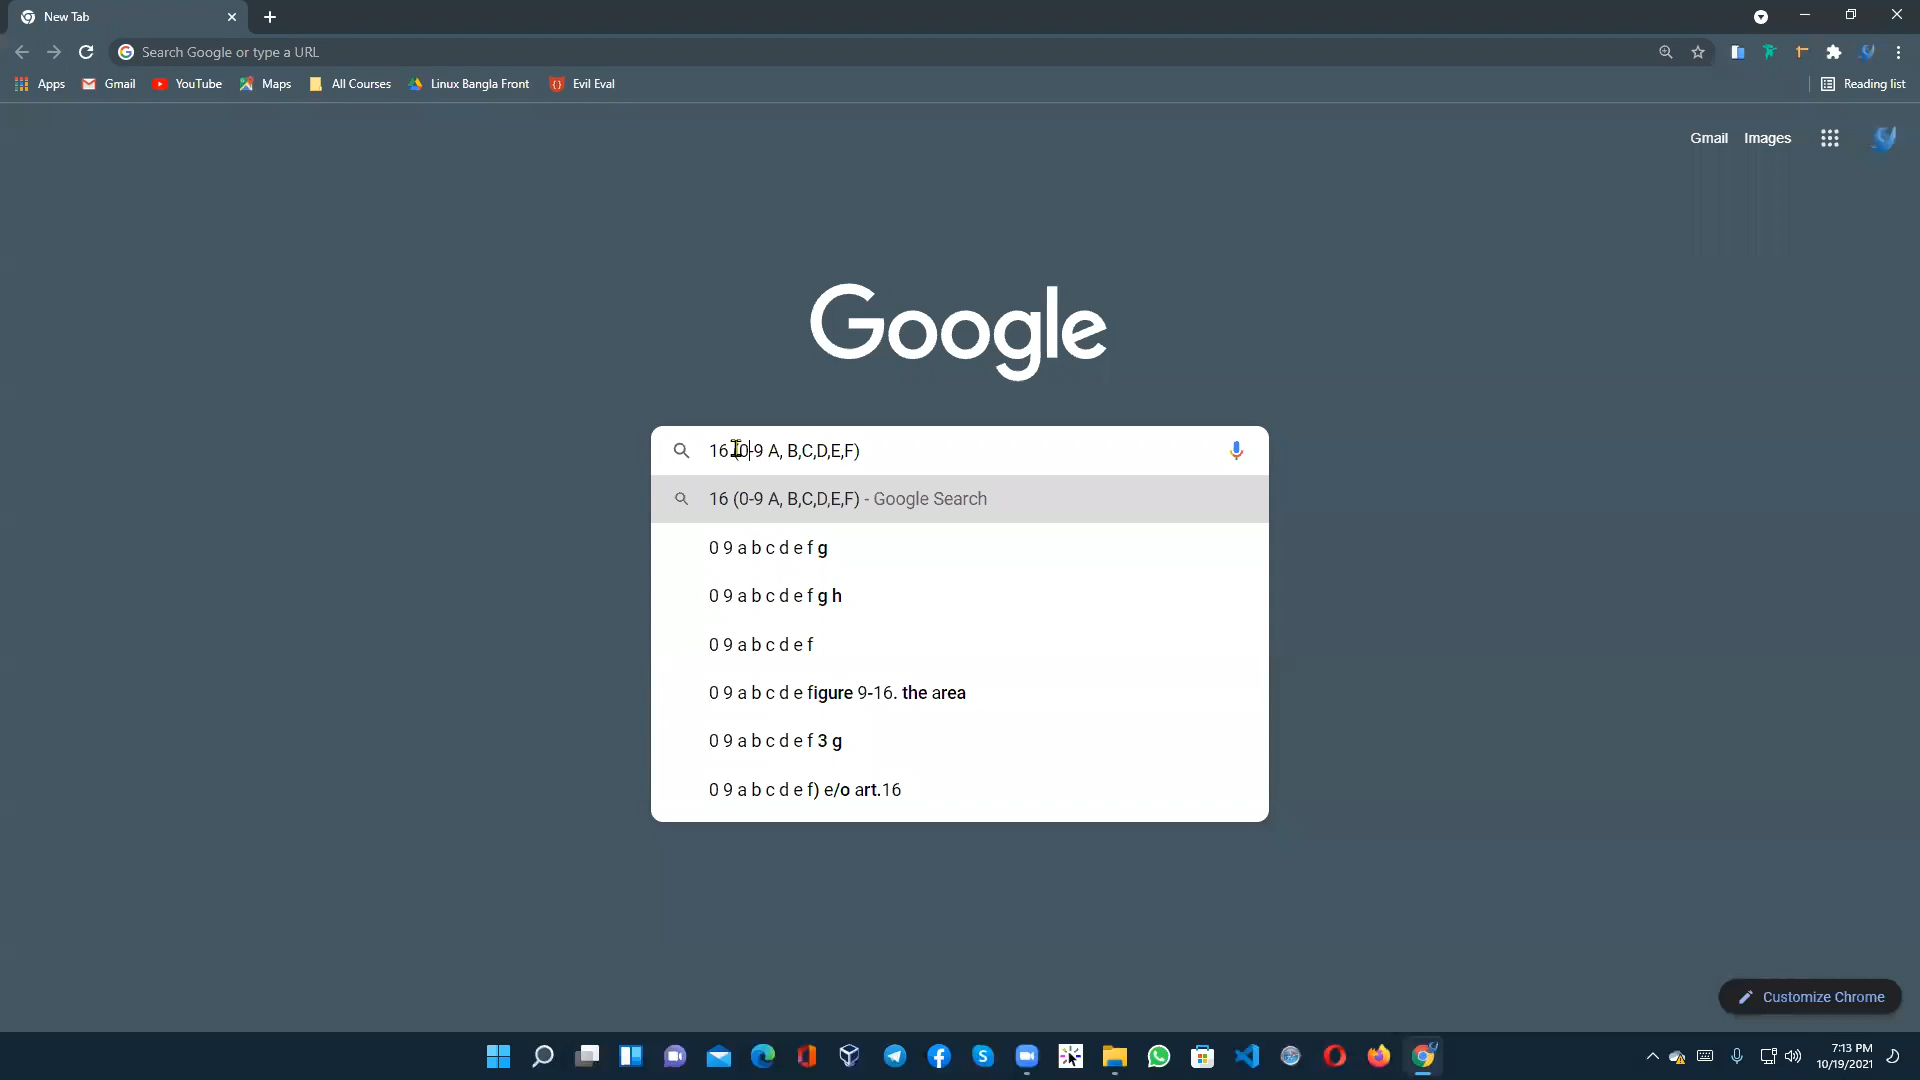 New Tab
Search Google or type a URL
Apps
Gmail
YouTube
Maps
All Courses
Linux Bangla Front
Evil Eval
Reading list
Gmail
Images
Google
16 (0-9 A, B,C,D,E,F)
16 (0-9 A, B,C,D,E,F) - Google Search
0 9 a b c d e f g
0 9 a b c d e f g h
0 9 a b c d e f
0 9 a b c d e figure 9-16. the area
0 9 a b c d e f 3 g
0 9 a b c d e f) e/o art.16
Customize Chrome
7:13 PM
10/19/2021